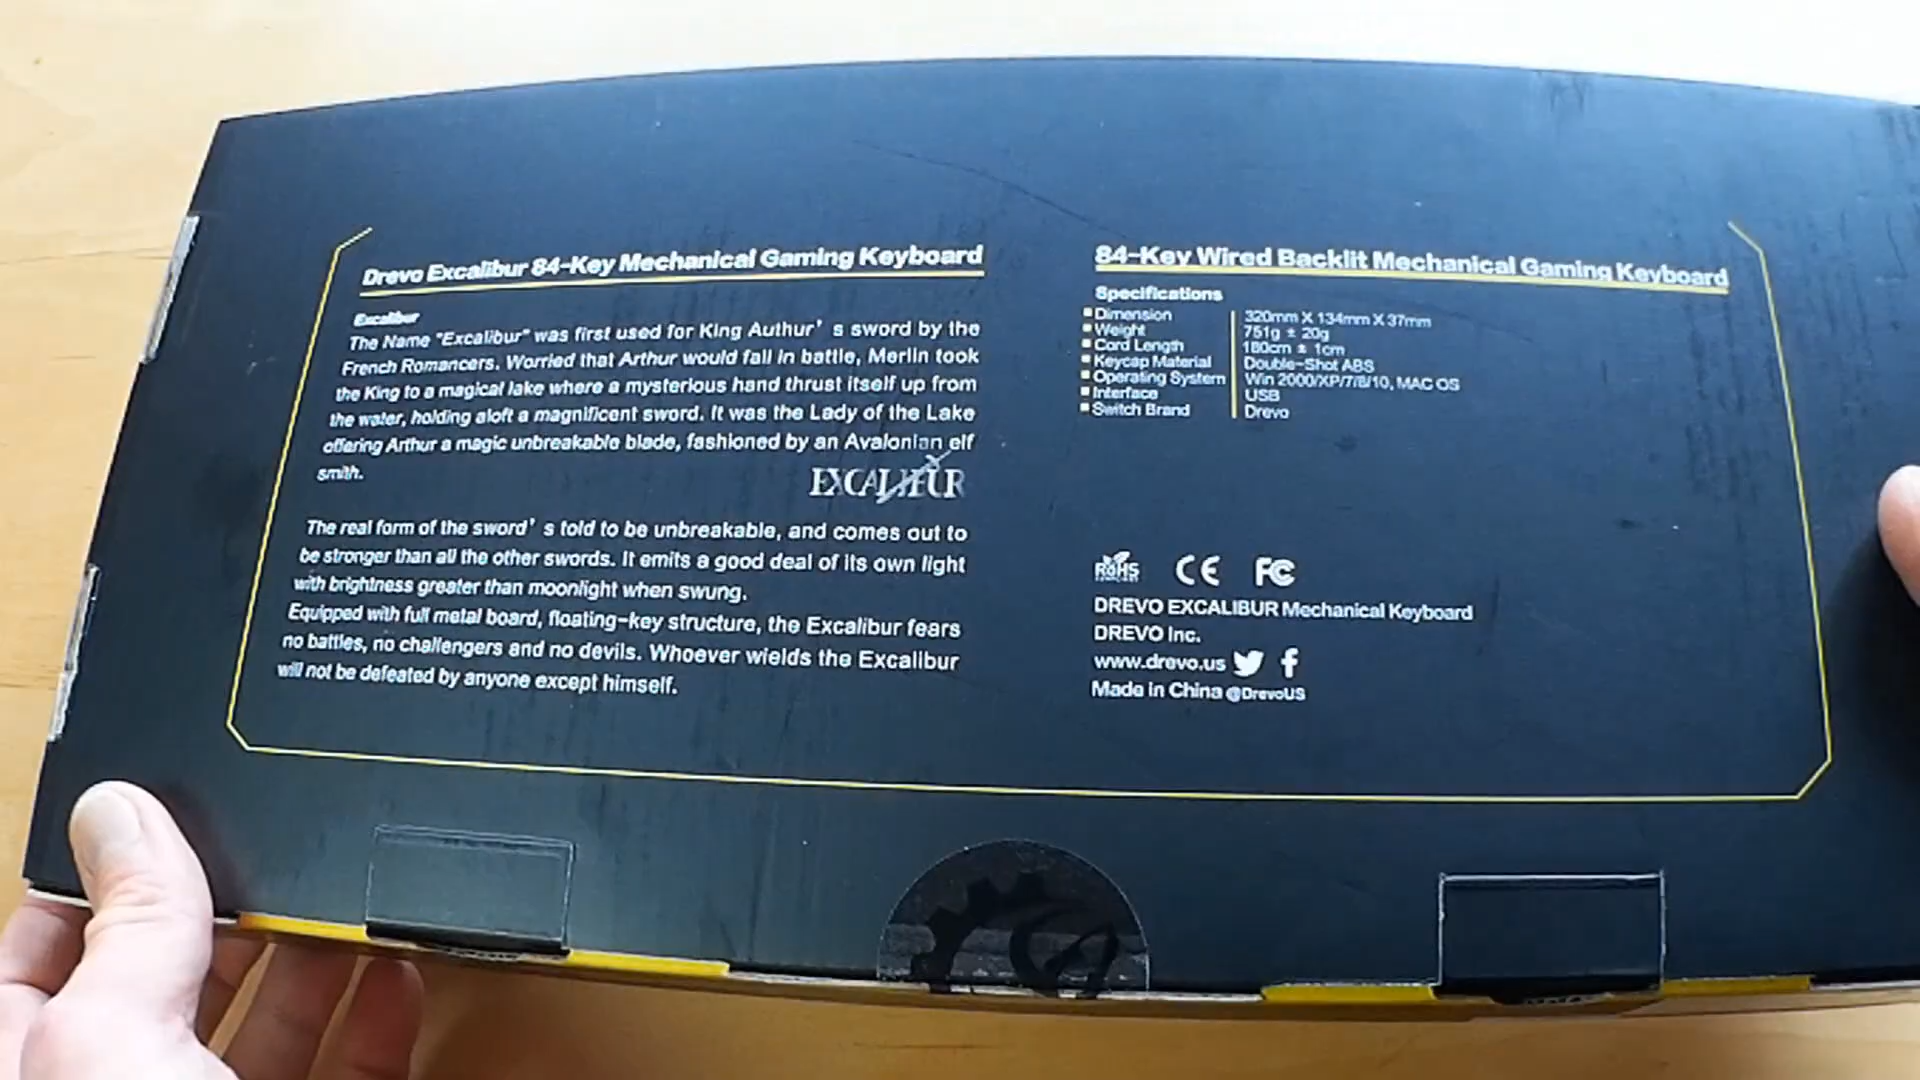 Drevo Excalibur 84-Key Mechanical Gaming Keyboard
Excalibur
The Name "Excalibur" was first used for King Authur's sword by the
French Romancers. Worried that Arthur would fall in battle, Merlin took
the King to a magical lake where a mysterious hand thrust itself up from
the water, holding aloft a magnificent sword. It was the Lady of the Lake
offering Arthur a magic unbreakable blade, fashioned by an Avalonian elf
smith.
EXCALIBUR
The real form of the sword's told to be unbreakable, and comes out to
be stronger than all the other swords. It emits a good deal of its own light
with brightness greater than moonlight when swung.
Equipped with full metal board, floating-key structure, the Excalibur fears
no battles, no challengers and no devils. Whoever wields the Excalibur
will not be defeated by anyone except himself.
84-Key Wired Backlit Mechanical Gaming Keyboard
Specifications
Dimension 320mm X 134mm X 37mm
Weight 751g ± 20g
Cord Length 180cm ± 1cm
Keycap Material Double-Shot ABS
Operating System Win 2000/XP/7/8/10, MAC OS
Interface USB
Switch Brand Drevo
RoHS CE FC
DREVO EXCALIBUR Mechanical Keyboard
DREVO Inc.
www.drevo.us
Made in China @DrevoUS